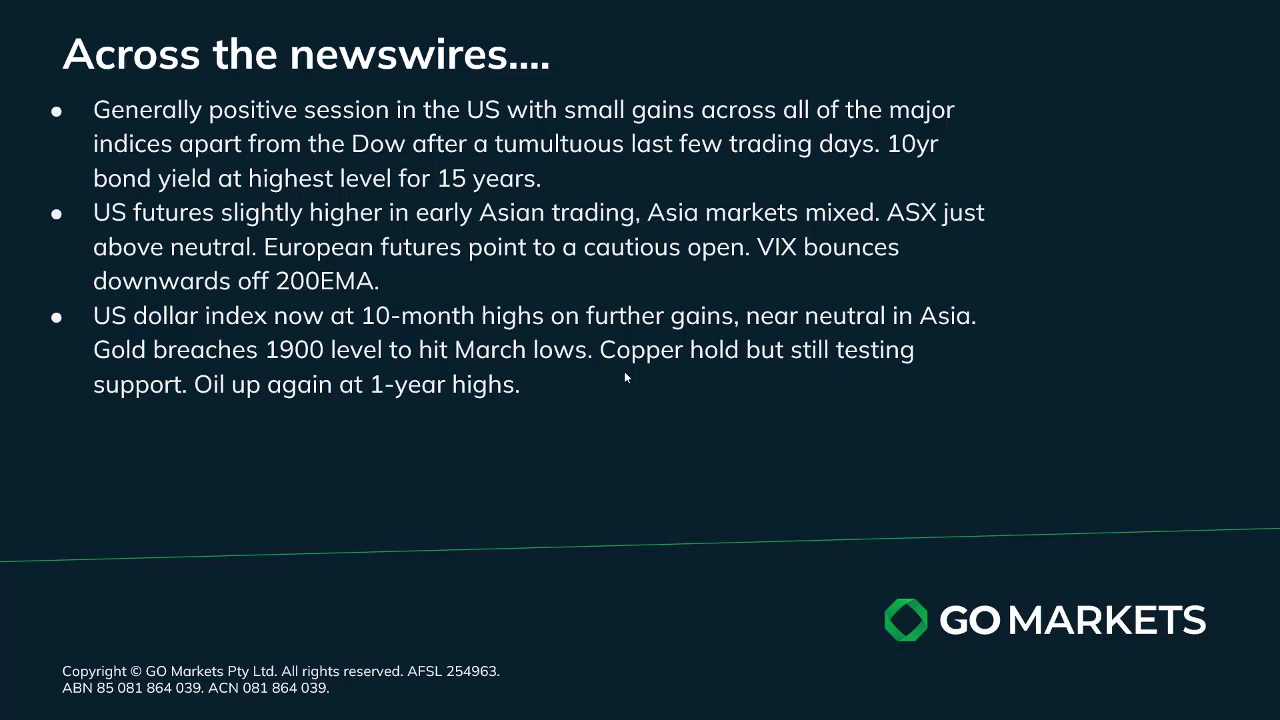 Across the newswires....
● Generally positive session in the US with small gains across all of the major
indices apart from the Dow after a tumultuous last few trading days. 10yr
bond yield at highest level for 15 years.
● US futures slightly higher in early Asian trading, Asia markets mixed. ASX just
above neutral. European futures point to a cautious open. VIX bounces
downwards off 200EMA.
● US dollar index now at 10-month highs on further gains, near neutral in Asia.
Gold breaches 1900 level to hit March lows. Copper hold but still testing
support. Oil up again at 1-year highs.
GO MARKETS
Copyright © GO Markets Pty Ltd. All rights reserved. AFSL 254963.
ABN 85 081 864 039. ACN 081 864 039.